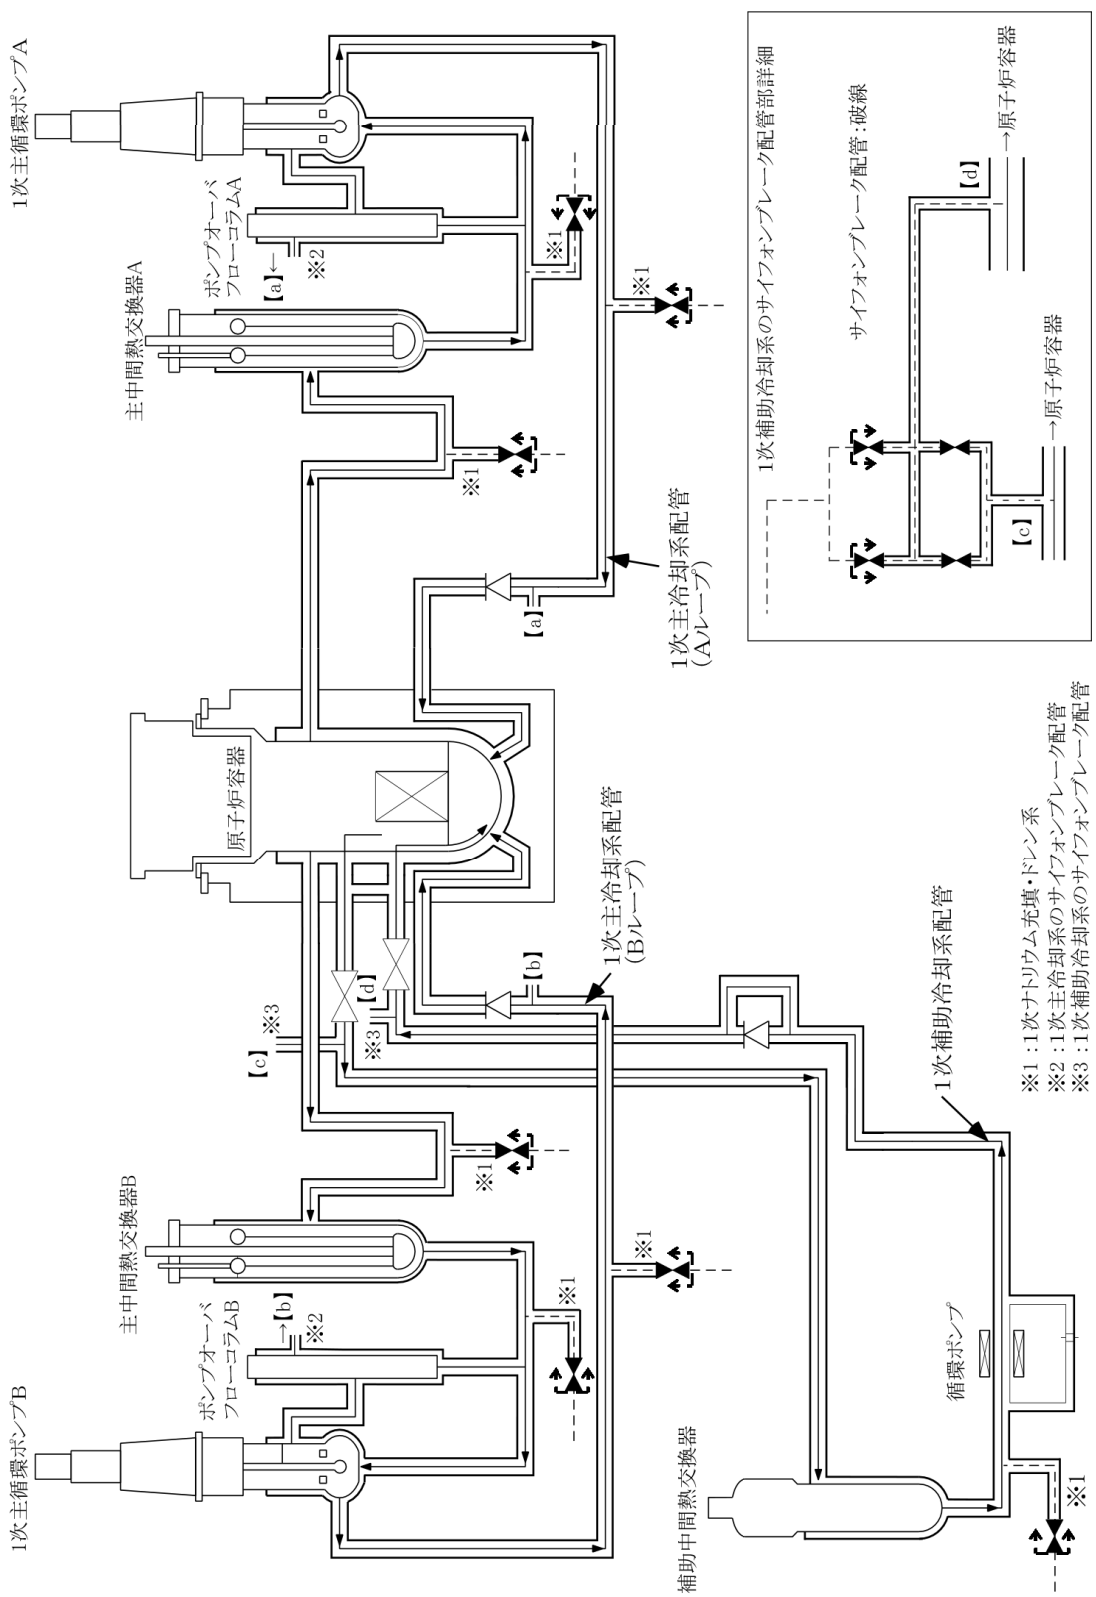 1次主循環ポンプB
1次主循環ポンプA
主中間熱交換器B
主中間熱交換器A
ポンプオーバ
フローコラムB
ポンプオーバ
フローコラムA
原子炉容器
→【b】
※2
【c】
※3
【a】←
※2
※3
【d】
※1
※1
【b】
【a】
※1
※1
※1
※1
1次主冷却系配管
(Bループ)
1次主冷却系配管
(Aループ)
補助中間熱交換器
循環ポンプ
1次補助冷却系配管
※1
※1:1次ナトリウム充填・ドレン系
※2:1次主冷却系のサイフォンブレーク配管
※3:1次補助冷却系のサイフォンブレーク配管
1次補助冷却系のサイフォンブレーク配管部詳細
サイフォンブレーク配管:破線
【d】
→原子炉容器
【c】
→原子炉容器